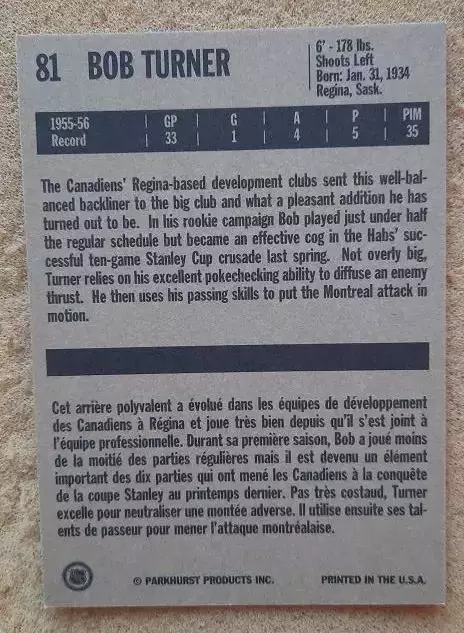 81 BOB TURNER
6' - 178 lbs.
Shoots Left
Born: Jan. 31, 1934
Regina, Sask.
1955-56 | GP | G | A | P | PIM
Record | 33 | 1 | 4 | 5 | 35
The Canadiens' Regina-based development clubs sent this well-bal-
anced backliner to the big club and what a pleasant addition he has
turned out to be. In his rookie campaign Bob played just under half
the regular schedule but became an effective cog in the Habs' suc-
cessful ten-game Stanley Cup crusade last spring. Not overly big,
Turner relies on his excellent pokechecking ability to diffuse an enemy
thrust. He then uses his passing skills to put the Montreal attack in
motion.
Cet arrière polyvalent a évolué dans les équipes de développement
des Canadiens à Régina et joue très bien depuis qu'il s'est joint à
l'équipe professionnelle. Durant sa première saison, Bob a joué moins
de la moitié des parties régulières mais il est devenu un élément
important des dix parties qui ont mené les Canadiens à la conquête
de la coupe Stanley au printemps dernier. Pas très costaud, Turner
excelle pour neutraliser une montée adverse. Il utilise ensuite ses tal-
ents de passeur pour mener l'attaque montréalaise.
© PARKHURST PRODUCTS INC. PRINTED IN THE U.S.A.